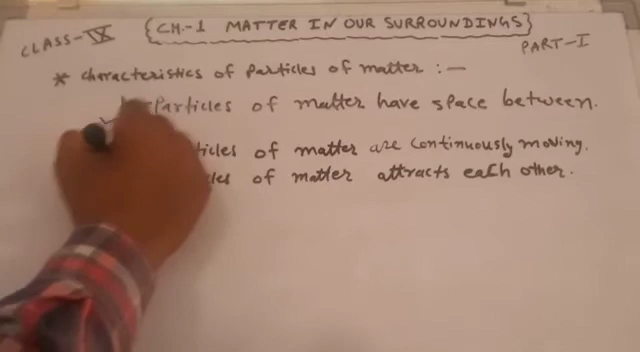 CLASS-IX {CH.-1 MATTER IN OUR SURROUNDINGS}
PART-I
* Characteristics of Particles of matter :—
Particles of matter have space between.
of matter are continuously moving.
of matter attracts each other.